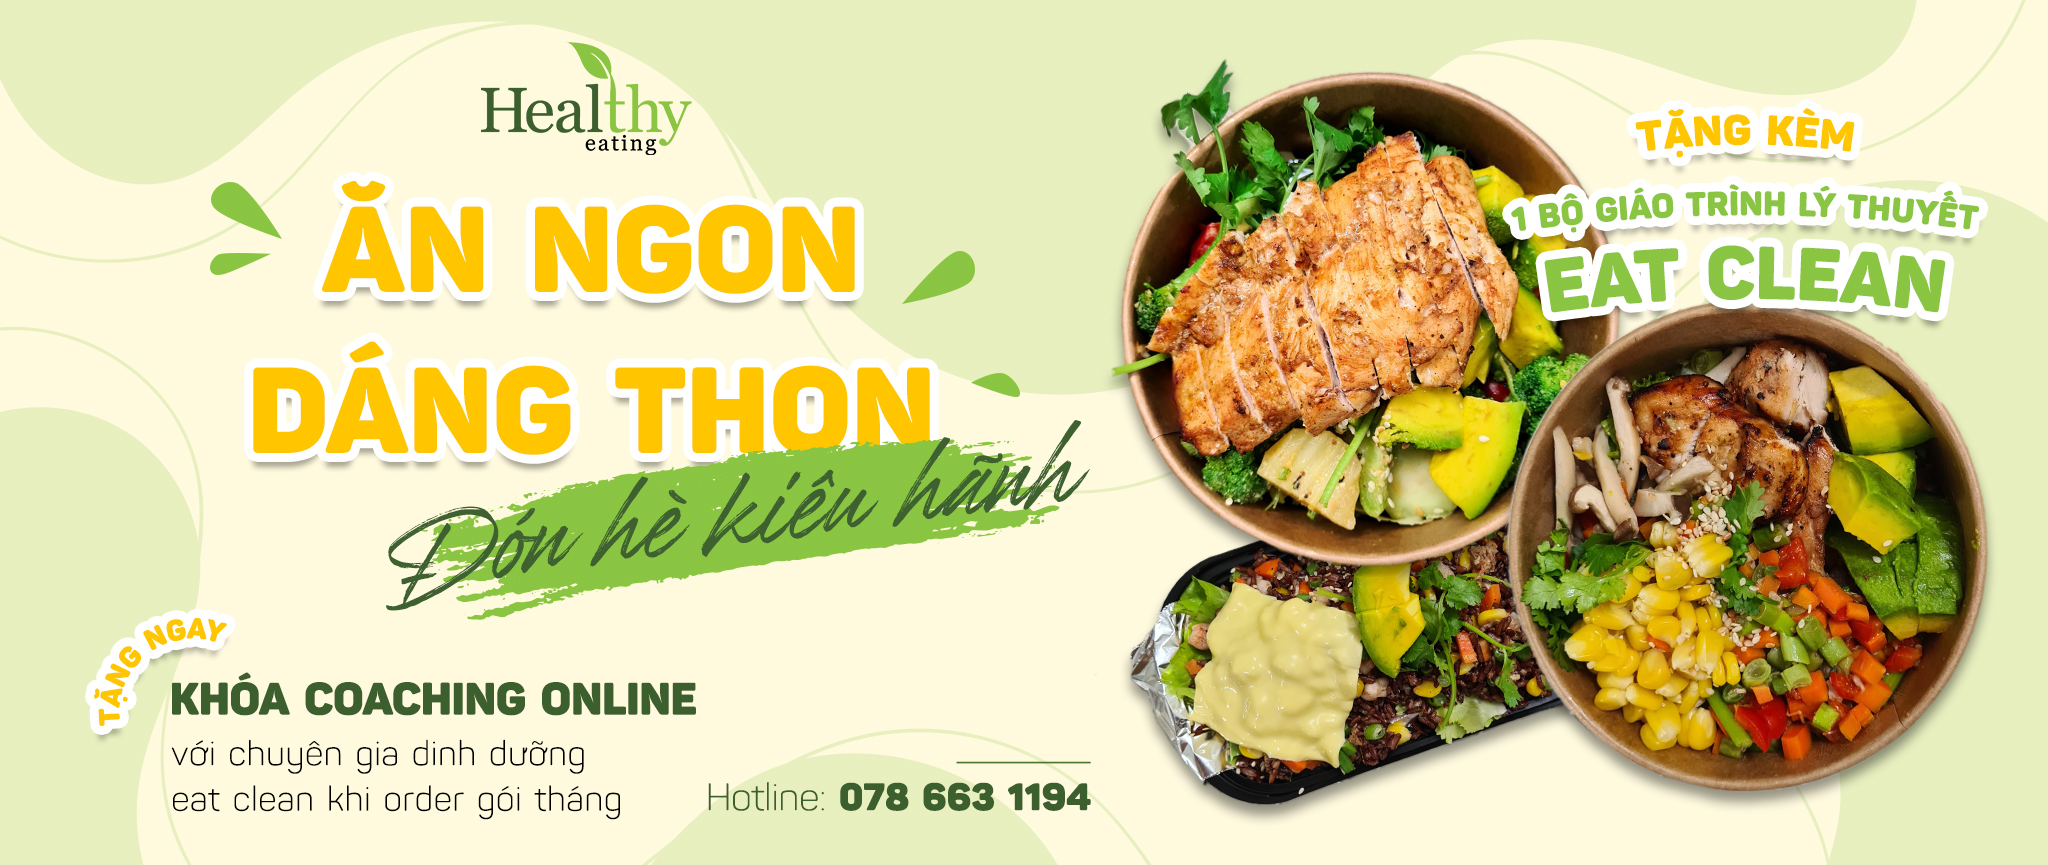 Healthy
eating
ĂN NGON
DÁNG THON
Đón hè kiêu hãnh
TẶNG NGAY
KHÓA COACHING ONLINE
với chuyên gia dinh dưỡng
eat clean khi order gói tháng
Hotline: 078 663 1194
TẶNG KÈM
1 BỘ GIÁO TRÌNH LÝ THUYẾT
EAT CLEAN